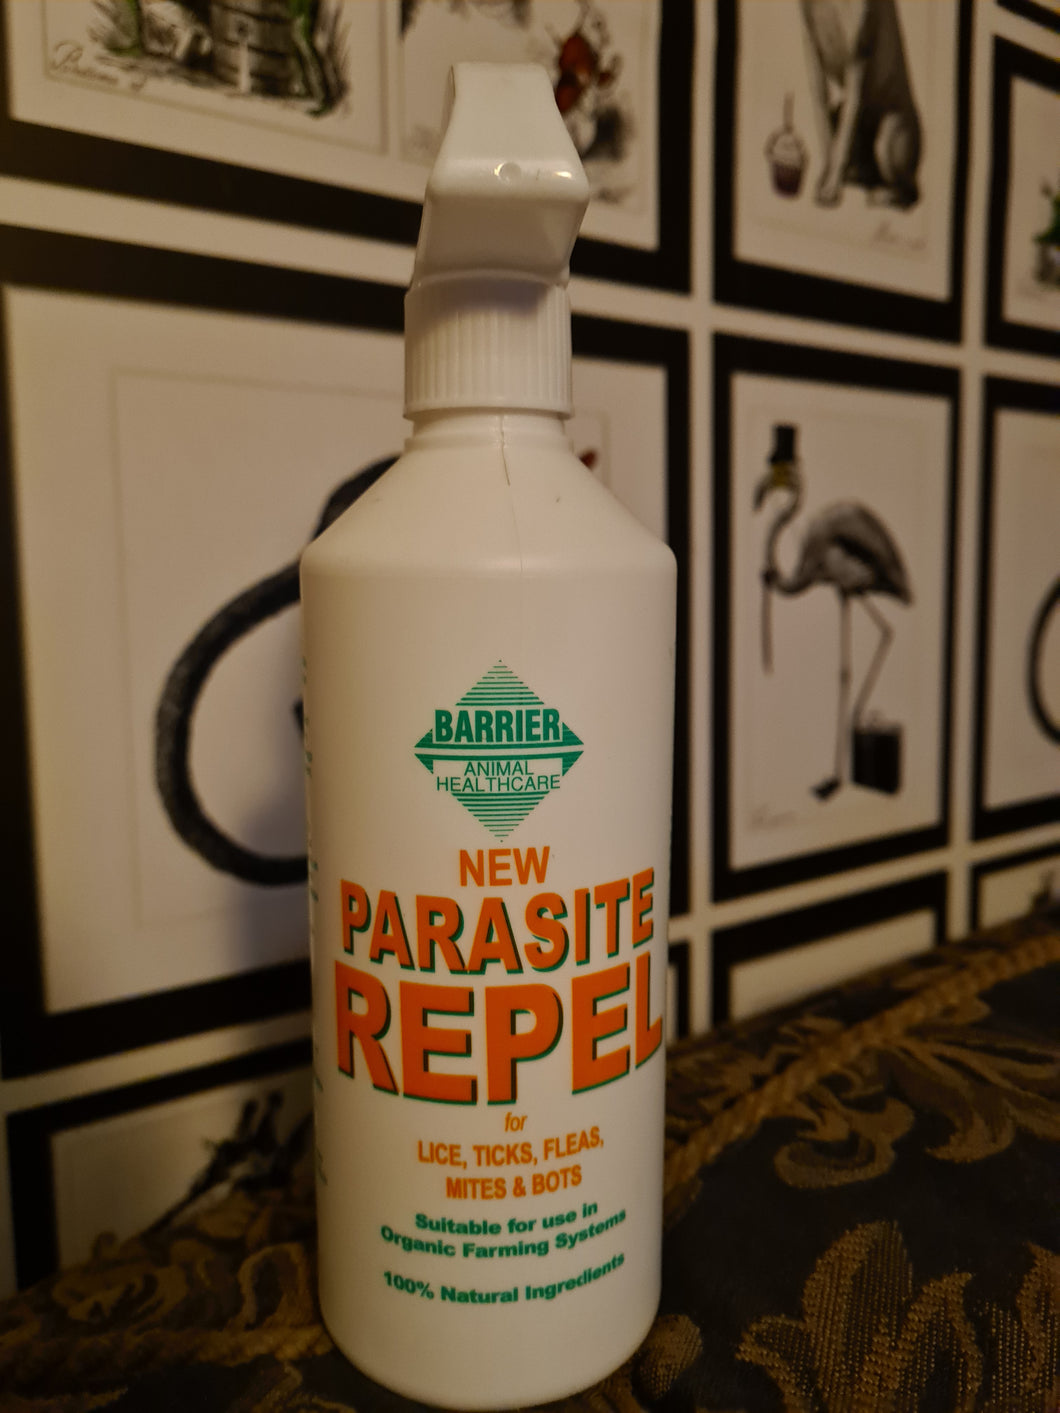 BARRIER
ANIMAL
HEALTHCARE
NEW
PARASITE
REPEL
for
LICE, TICKS, FLEAS,
MITES & BOTS
Suitable for use in
Organic Farming Systems
100% Natural Ingredients